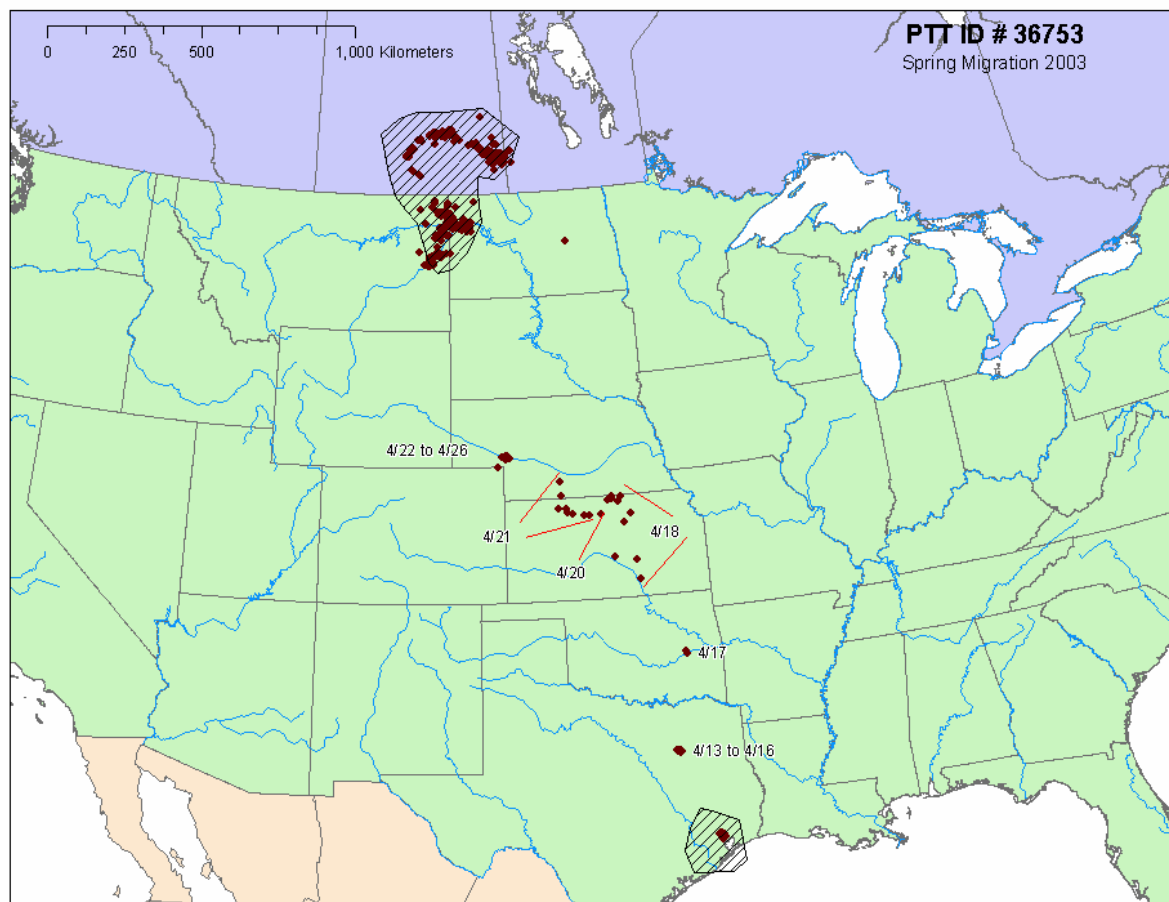 PTT ID # 36753
Spring Migration 2003
0 250 500 1,000 Kilometers
4/22 to 4/26
4/21
4/18
4/20
4/17
4/13 to 4/16